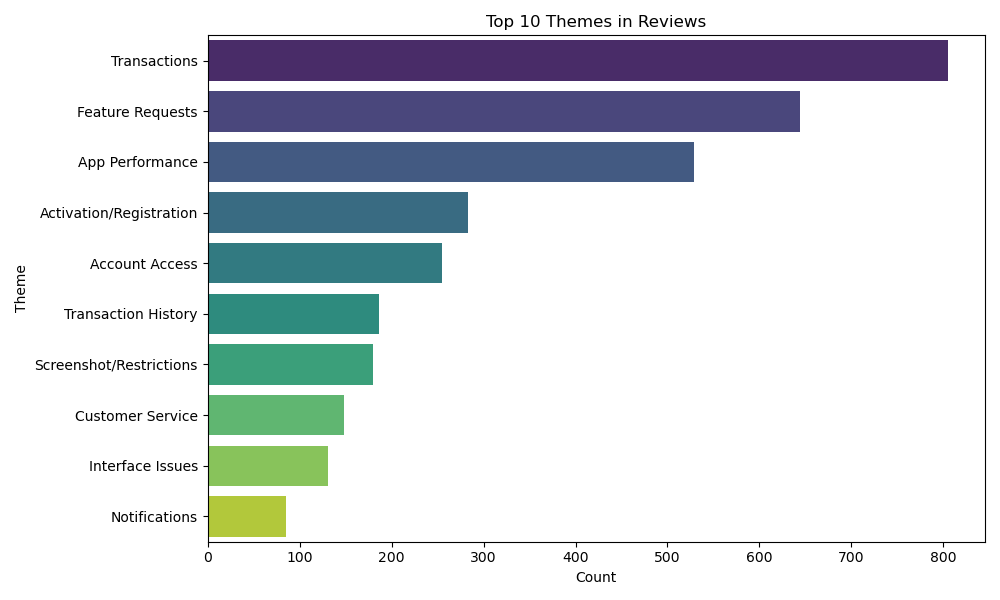 Top 10 Themes in Reviews
Theme
Transactions
Feature Requests
App Performance
Activation/Registration
Account Access
Transaction History
Screenshot/Restrictions
Customer Service
Interface Issues
Notifications
0 100 200 300 400 500 600 700 800
Count